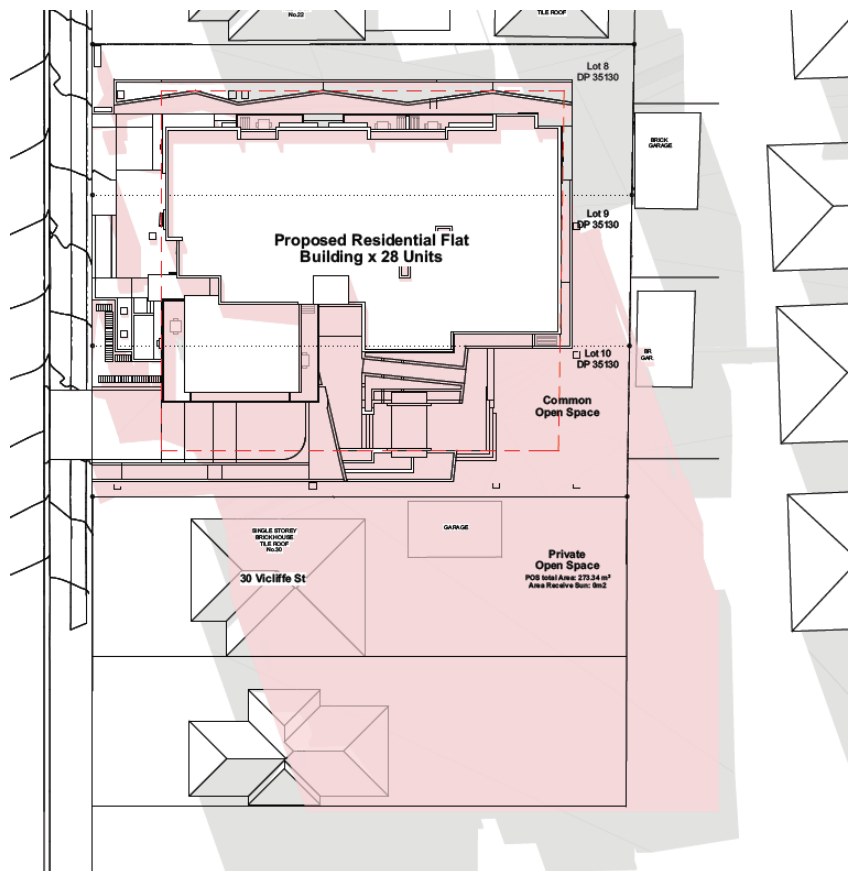 No.22
TILE ROOF
Lot 8
DP 35130
BRICK
GARAGE
Lot 9
DP 35130
Proposed Residential Flat
Building x 28 Units
BR
GAR.
Lot 10
DP 35130
Common
Open Space
SINGLE STOREY
BRICKHOUSE
TILE ROOF
No.30
GARAGE
30 Vicliffe St
Private
Open Space
POS total Area: 273.34 m²
Area Receive Sun: 0m2